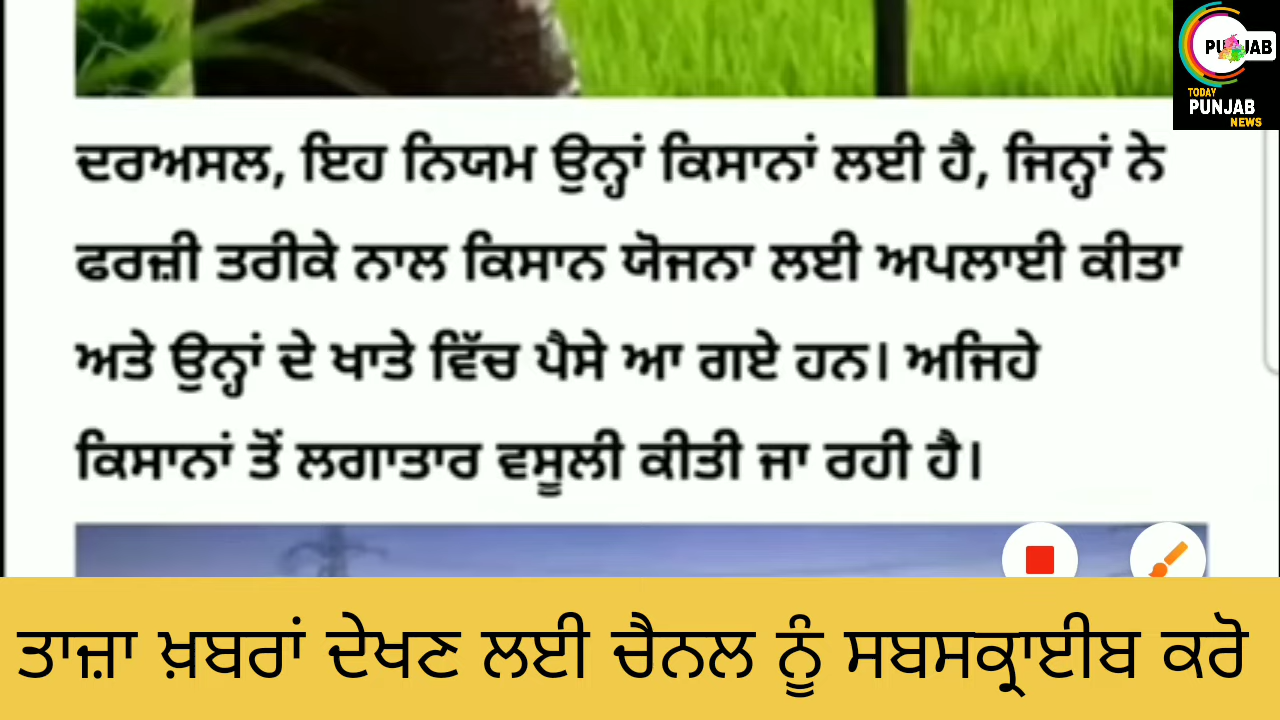 PUNJAB
TODAY
PUNJAB
NEWS
ਦਰਅਸਲ, ਇਹ ਨਿਯਮ ਉਨ੍ਹਾਂ ਕਿਸਾਨਾਂ ਲਈ ਹੈ, ਜਿਨ੍ਹਾਂ ਨੇ
ਫਰਜ਼ੀ ਤਰੀਕੇ ਨਾਲ ਕਿਸਾਨ ਯੋਜਨਾ ਲਈ ਅਪਲਾਈ ਕੀਤਾ
ਅਤੇ ਉਨ੍ਹਾਂ ਦੇ ਖਾਤੇ ਵਿੱਚ ਪੈਸੇ ਆ ਗਏ ਹਨ। ਅਜਿਹੇ
ਕਿਸਾਨਾਂ ਤੋਂ ਲਗਾਤਾਰ ਵਸੂਲੀ ਕੀਤੀ ਜਾ ਰਹੀ ਹੈ।
ਤਾਜ਼ਾ ਖ਼ਬਰਾਂ ਦੇਖਣ ਲਈ ਚੈਨਲ ਨੂੰ ਸਬਸਕ੍ਰਾਈਬ ਕਰੋ